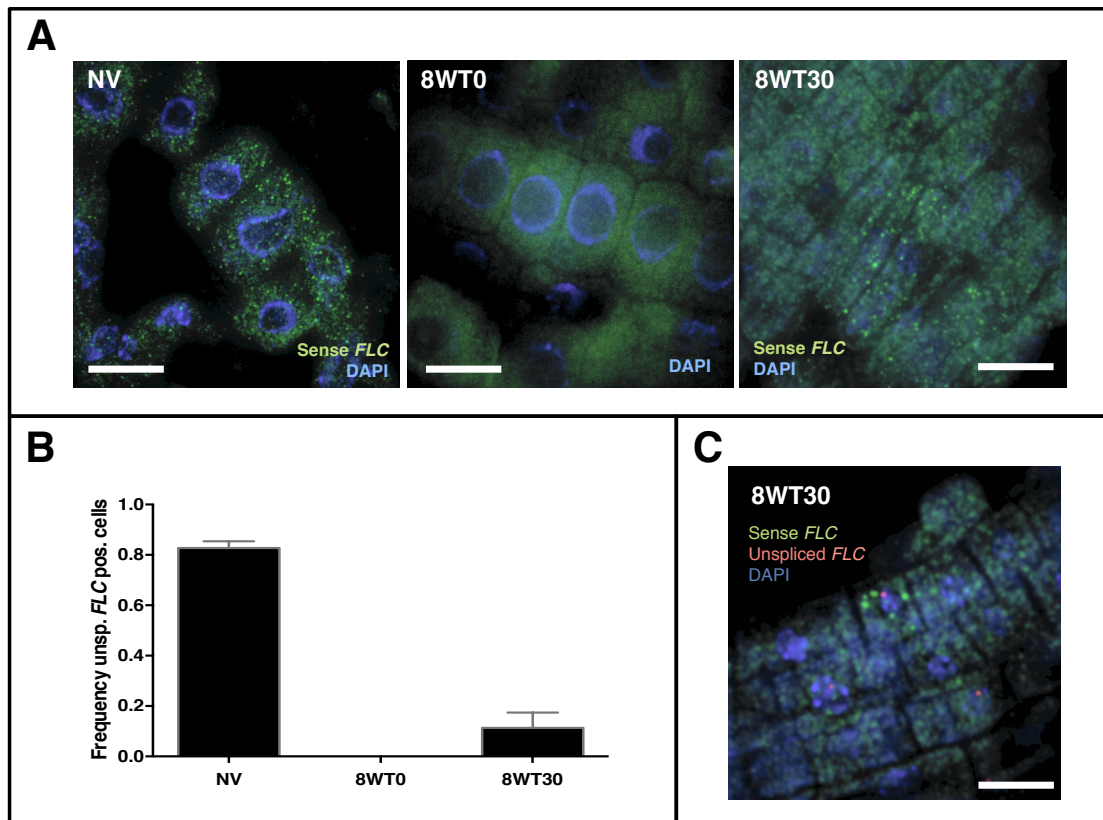 A
NV
Sense FLC
DAPI
8WT0
DAPI
8WT30
Sense FLC
DAPI
B
Frequency unsp. FLC pos. cells
1.0
0.8
0.6
0.4
0.2
0.0
NV
8WT0
8WT30
C
8WT30
Sense FLC
Unspliced FLC
DAPI